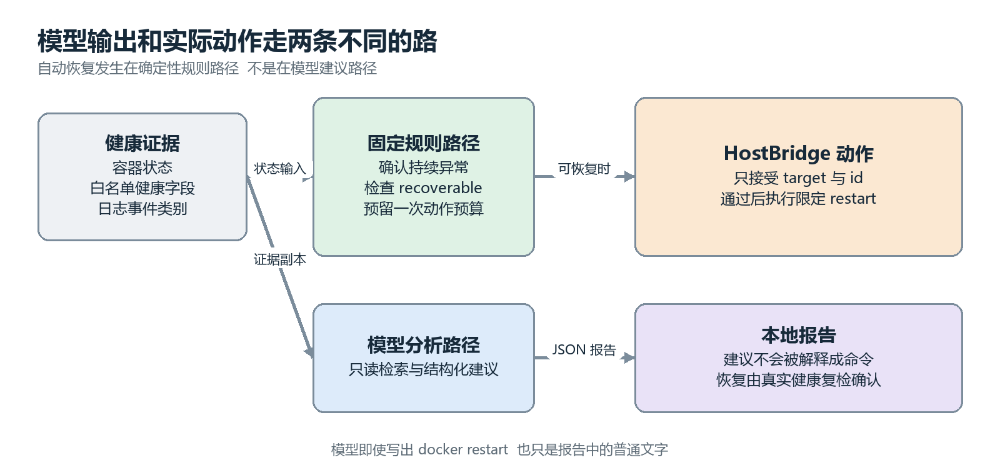 模型输出和实际动作走两条不同的路
自动恢复发生在确定性规则路径 不是在模型建议路径
健康证据
容器状态
白名单健康字段
日志事件类别
状态输入
固定规则路径
确认持续异常
检查 recoverable
预留一次动作预算
可恢复时
HostBridge 动作
只接受 target 与 id
通过后执行限定 restart
证据副本
模型分析路径
只读检索与结构化建议
JSON 报告
本地报告
建议不会被解释成命令
恢复由真实健康复检确认
模型即使写出 docker restart 也只是报告中的普通文字